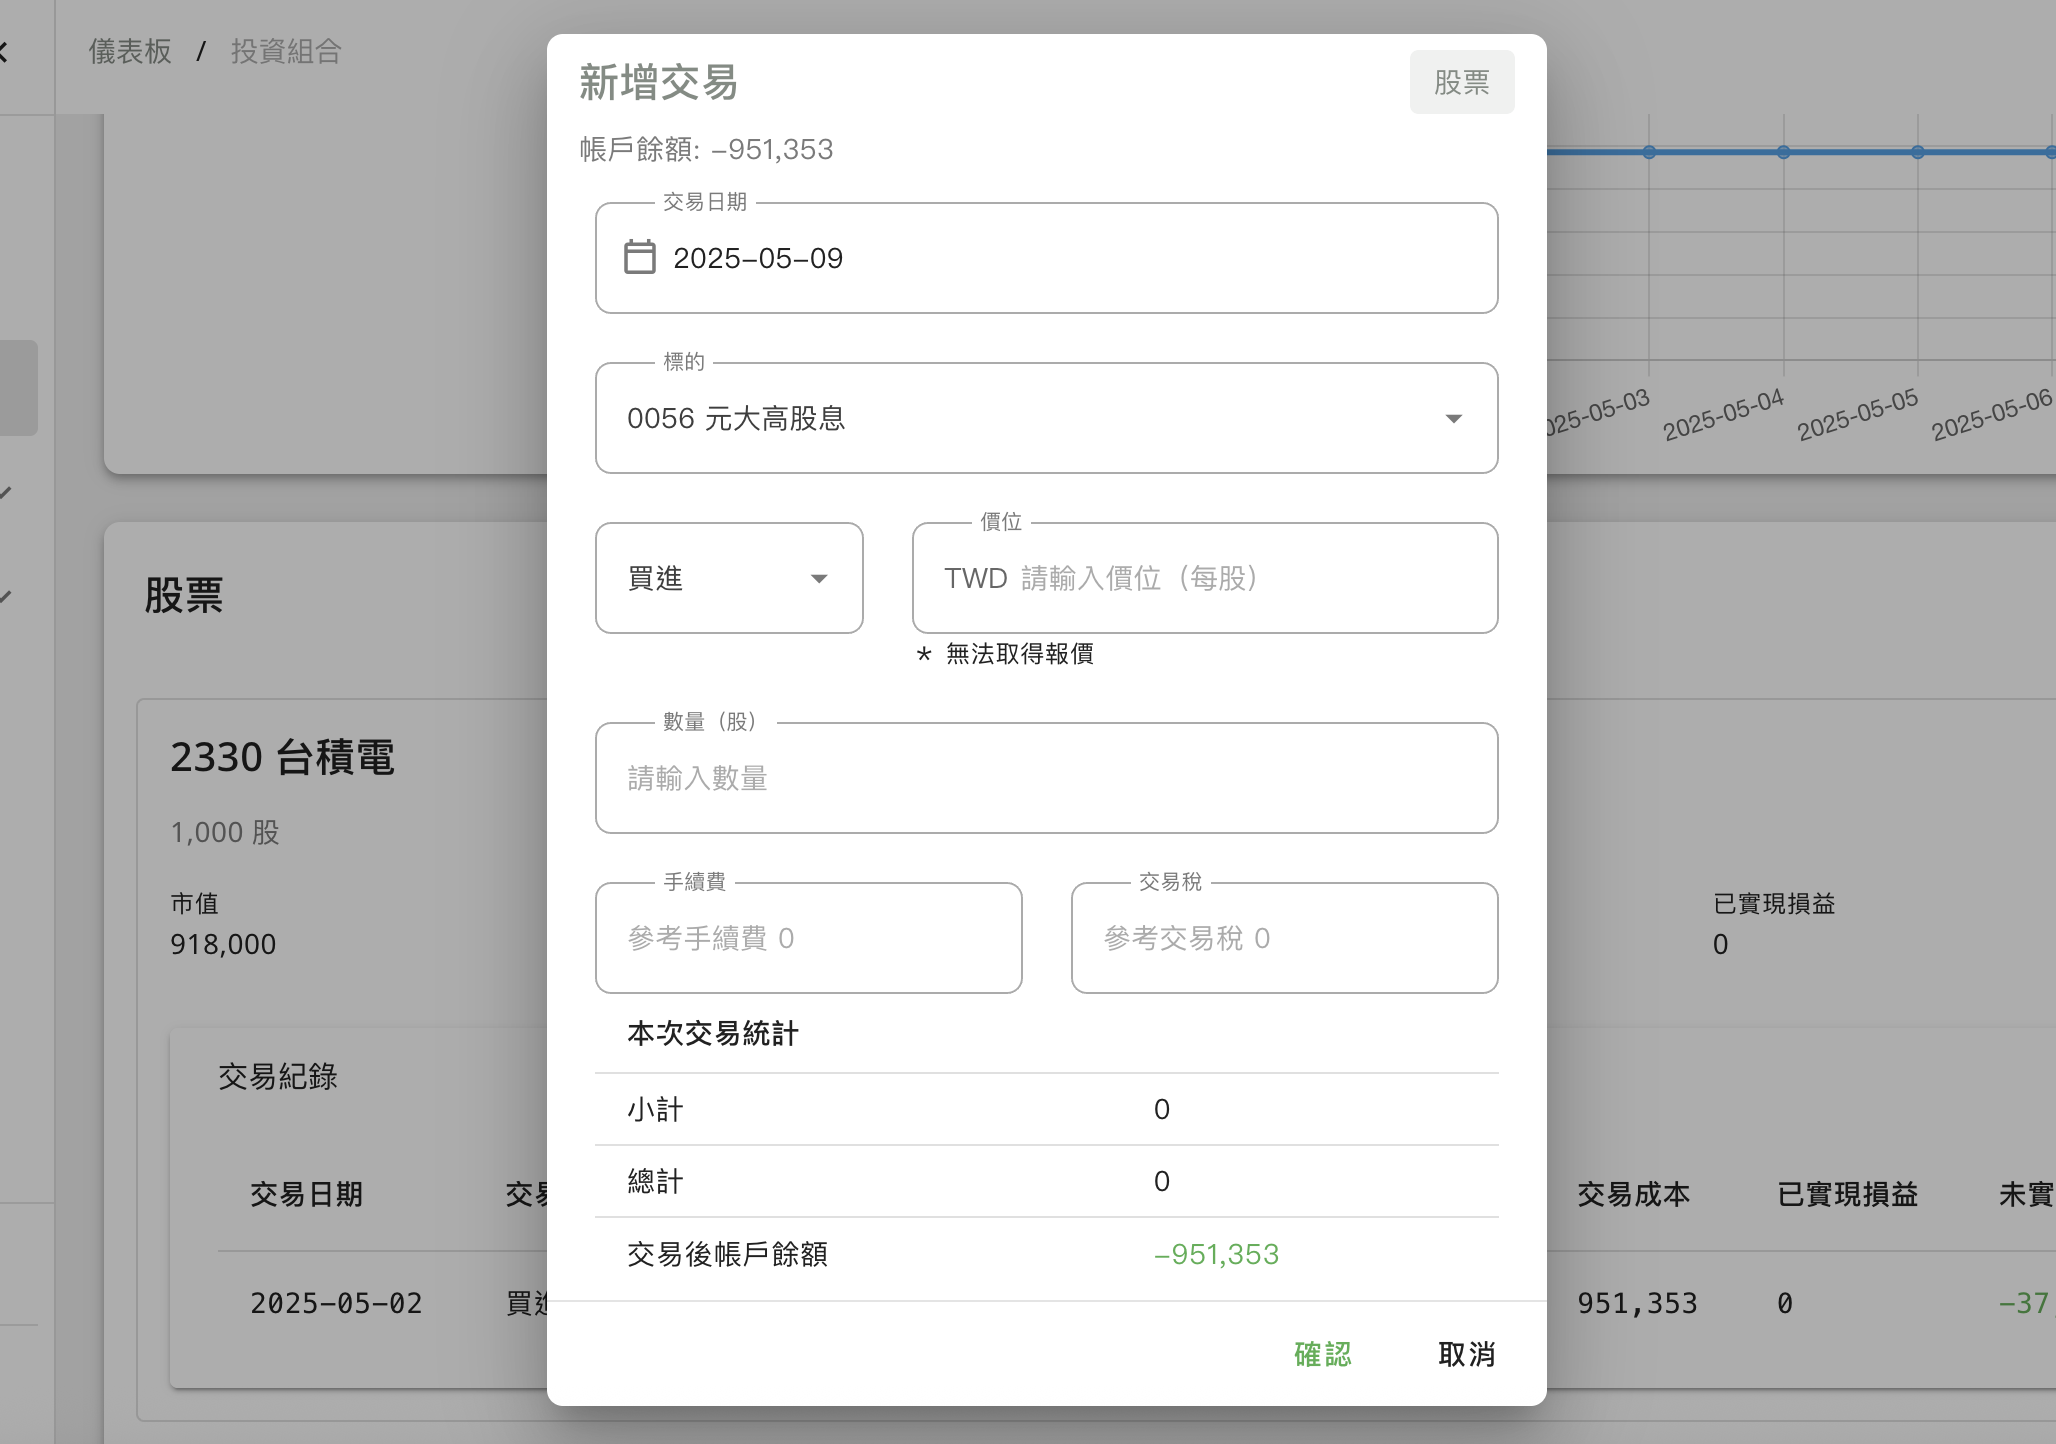 儀表板 / 投資組合
新增交易
股票
帳戶餘額: -951,353
交易日期
2025-05-09
標的
0056 元大高股息
買進
價位
TWD 請輸入價位（每股）
* 無法取得報價
數量（股）
請輸入數量
手續費
參考手續費 0
交易稅
參考交易稅 0
本次交易統計
小計 0
總計 0
交易後帳戶餘額 -951,353
確認
取消
025-05-03
2025-05-04
2025-05-05
2025-05-06
股票
2330 台積電
1,000 股
市值
918,000
已實現損益
0
交易紀錄
交易日期 交易 交易成本 已實現損益 未實
2025-05-02 買進 951,353 0 -37,